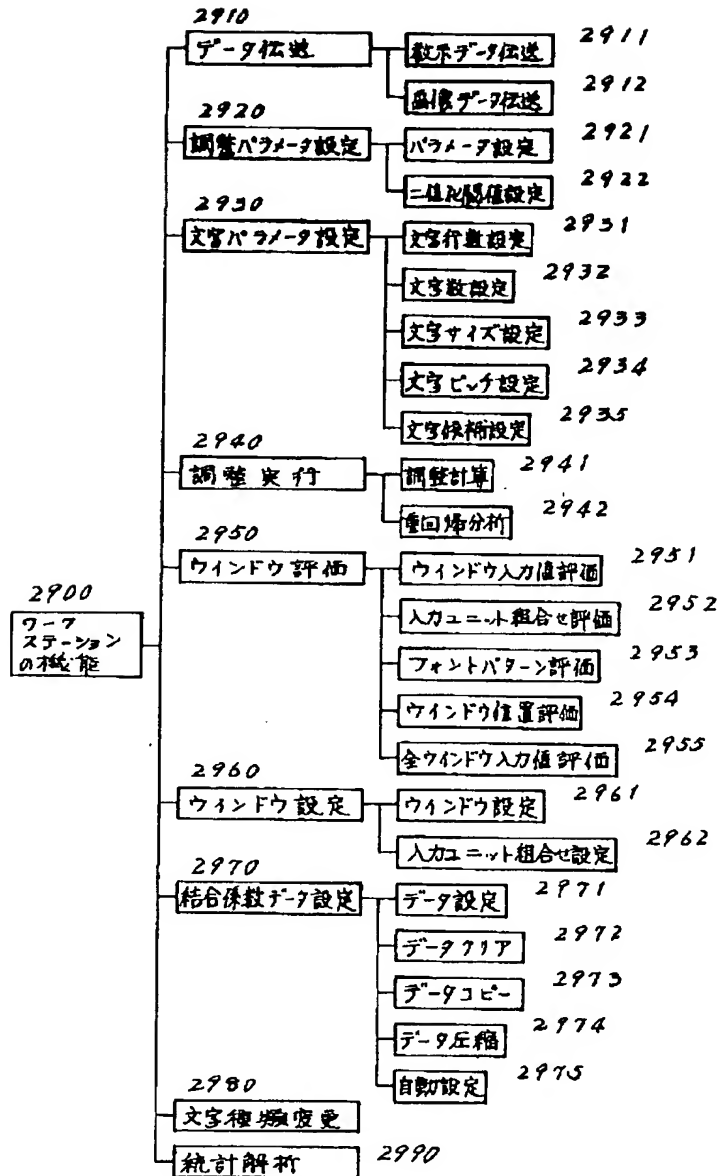 2910
データ伝送
2911
教示データ伝送
2912
画像データ伝送
2920
調整パラメータ設定
2921
パラメータ設定
2922
二値化閾値設定
2930
文字パラメータ設定
2931
文字行数設定
2932
文字数設定
2933
文字サイズ設定
2934
文字ピッチ設定
2935
文字候補設定
2940
調整実行
2941
調整計算
2942
重回帰分析
2950
ウインドウ評価
2951
ウインドウ入力値評価
2952
入力ユニット組合せ評価
2953
フォントパターン評価
2954
ウインドウ位置評価
2955
全ウインドウ入力値評価
2900
ワーク
ステーション
の機能
2960
ウィンドウ設定
2961
ウインドウ設定
2962
入力ユニット組合せ設定
2970
結合係数データ設定
2971
データ設定
2972
データクリア
2973
データコピー
2974
データ圧縮
2975
自動設定
2980
文字種類変更
2990
統計解析